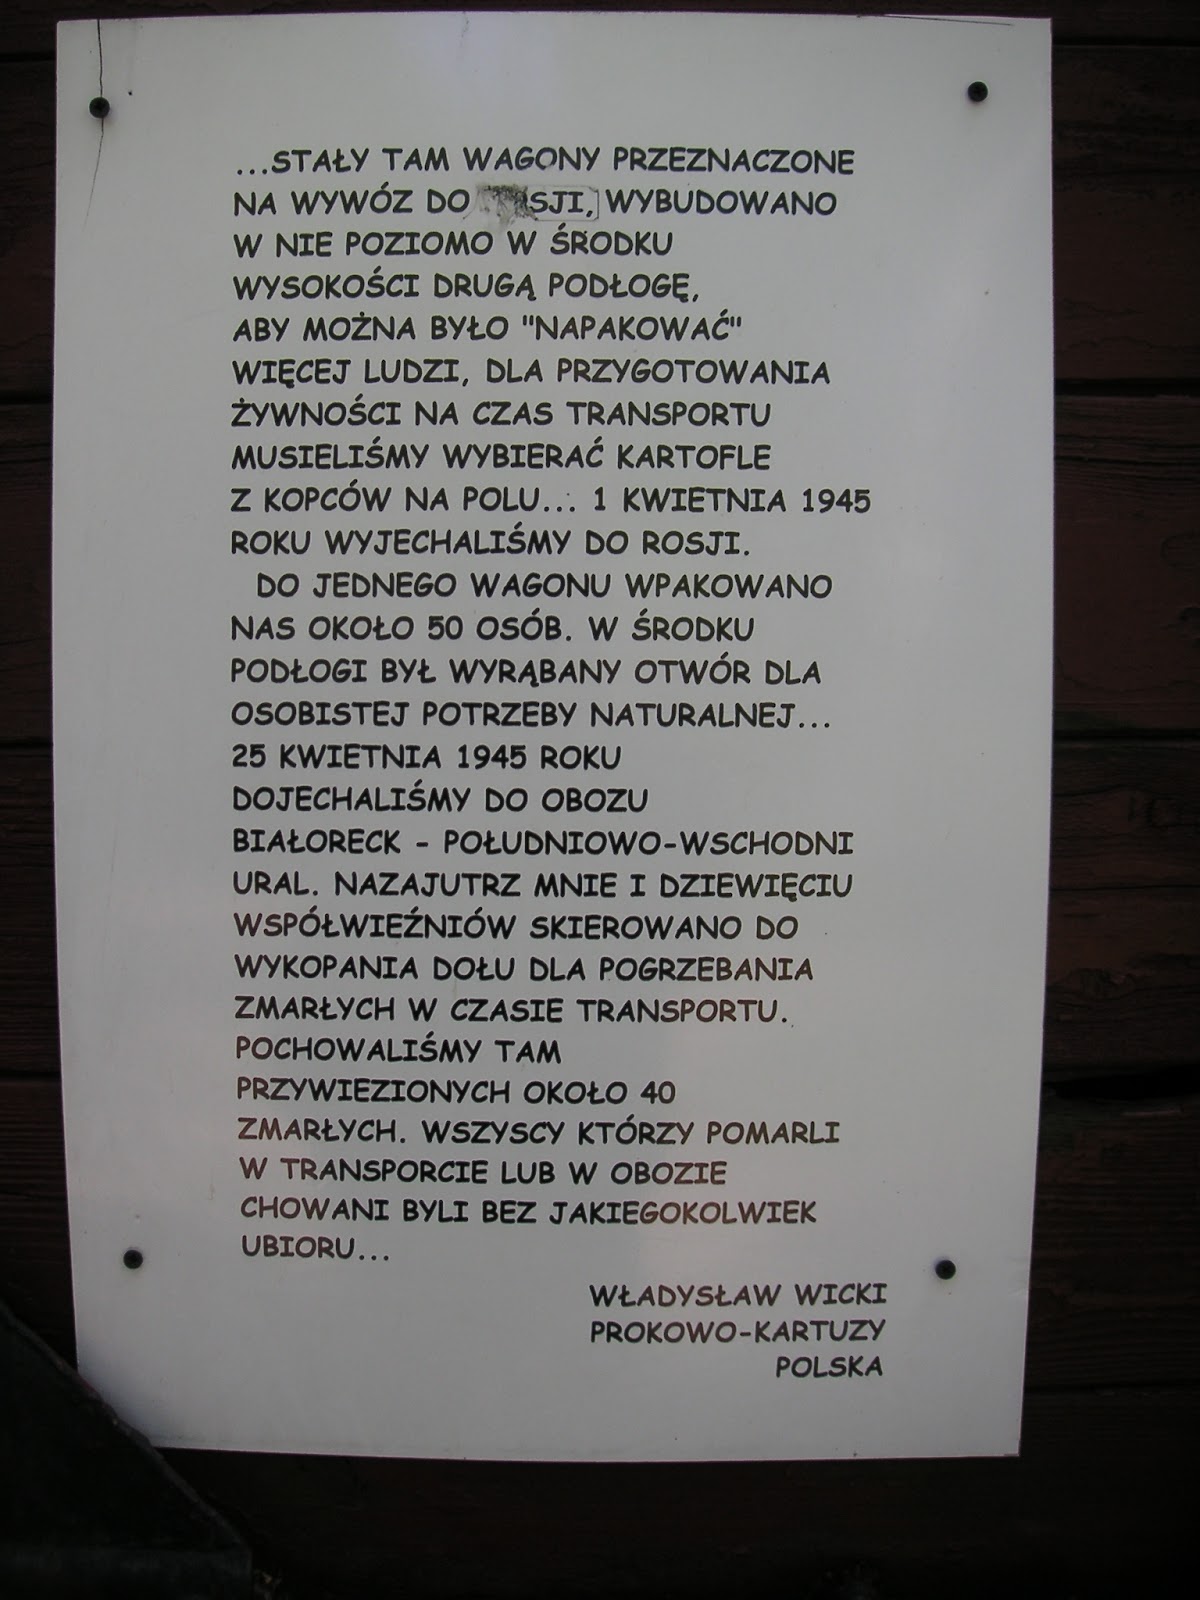 ...STAŁY TAM WAGONY PRZEZNACZONE
NA WYWÓZ DO SJI, WYBUDOWANO
W NIE POZIOMO W ŚRODKU
WYSOKOŚCI DRUGĄ PODŁOGĘ,
ABY MOŻNA BYŁO "NAPAKOWAĆ"
WIĘCEJ LUDZI, DLA PRZYGOTOWANIA
ŻYWNOŚCI NA CZAS TRANSPORTU
MUSIELIŚMY WYBIERAĆ KARTOFLE
Z KOPCÓW NA POLU... 1 KWIETNIA 1945
ROKU WYJECHALIŚMY DO ROSJI.
DO JEDNEGO WAGONU WPAKOWANO
NAS OKOŁO 50 OSÓB. W ŚRODKU
PODŁOGI BYŁ WYRĄBANY OTWÓR DLA
OSOBISTEJ POTRZEBY NATURALNEJ...
25 KWIETNIA 1945 ROKU
DOJECHALIŚMY DO OBOZU
BIAŁORECK - POŁUDNIOWO-WSCHODNI
URAL. NAZAJUTRZ MNIE I DZIEWIĘCIU
WSPÓŁWIEŹNIÓW SKIEROWANO DO
WYKOPANIA DOŁU DLA POGRZEBANIA
ZMARŁYCH W CZASIE TRANSPORTU.
POCHOWALIŚMY TAM
PRZYWIEZIONYCH OKOŁO 40
ZMARŁYCH. WSZYSCY KTÓRZY POMARLI
W TRANSPORCIE LUB W OBOZIE
CHOWANI BYLI BEZ JAKIEGOKOLWIEK
UBIORU...
WŁADYSŁAW WICKI
PROKOWO-KARTUZY
POLSKA